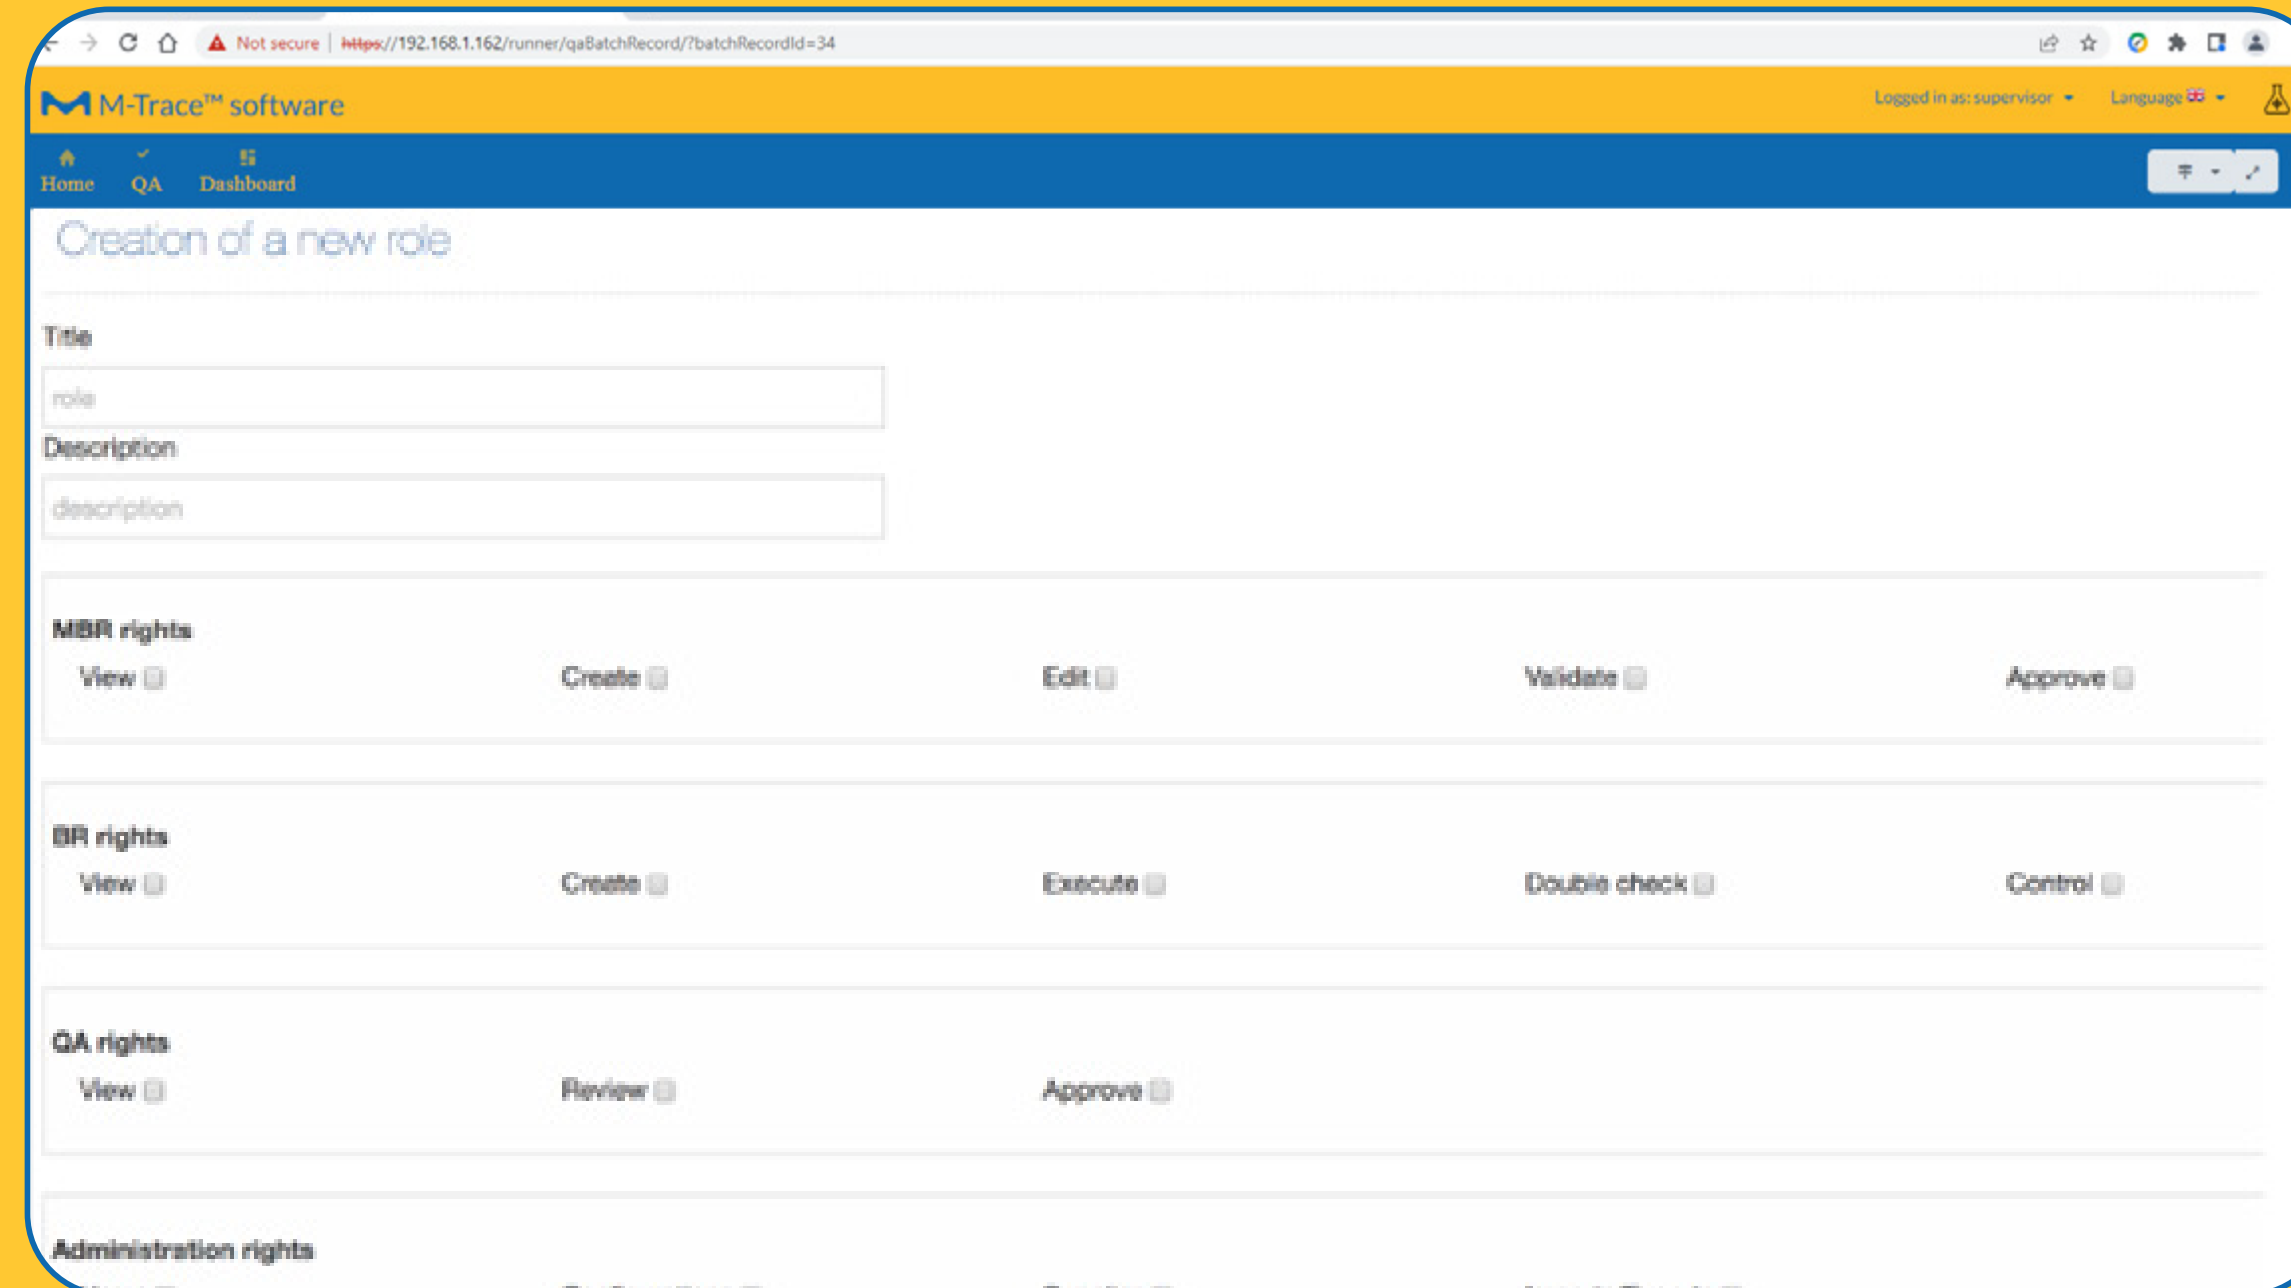 Not secure | https://192.168.1.162/runner/qaBatchRecord/?batchRecordId=34
M-Trace™ software
Logged in as: supervisor Language
Home QA Dashboard
Creation of a new role
Title
role
Description
description
MBR rights
View Create Edit Validate Approve
BR rights
View Create Execute Double check Control
QA rights
View Review Approve
Administration rights